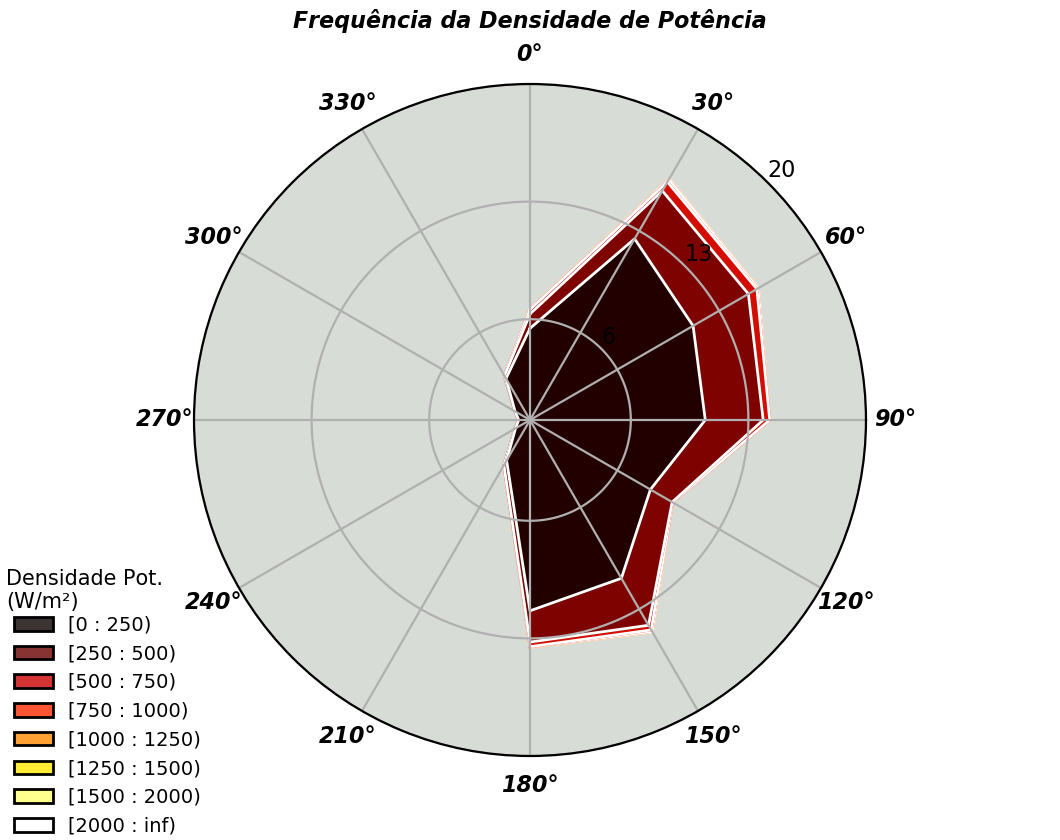 Frequência da Densidade de Potência
0°
330°
30°
20
300°
60°
13
6
270°
90°
240°
120°
210°
150°
180°
Densidade Pot.
(W/m²)
[0 : 250)
[250 : 500)
[500 : 750)
[750 : 1000)
[1000 : 1250)
[1250 : 1500)
[1500 : 2000)
[2000 : inf)